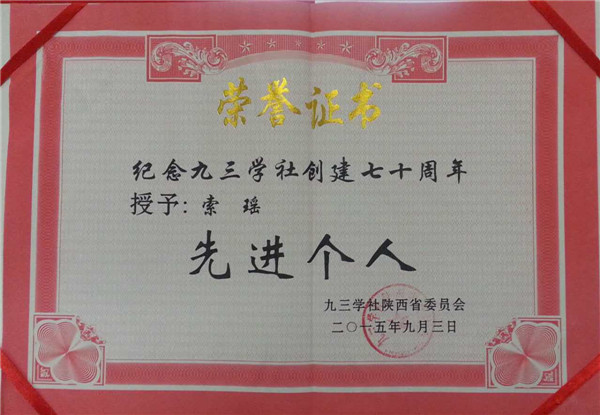 荣誉证书
纪念九三学社创建七十周年
授予: 索 瑶
先进个人
九三学社陕西省委员会
二〇一五年九月三日